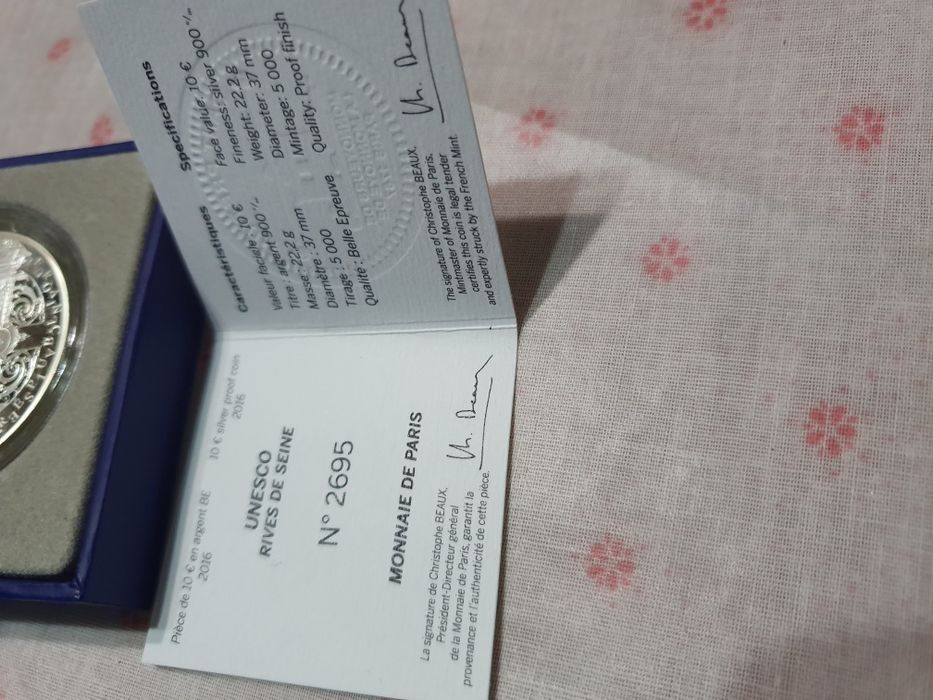 Pièce de 10 € en argent BE
2016
10 € silver proof coin
2016
UNESCO
RIVES DE SEINE
N° 2695
MONNAIE DE PARIS
La signature de Christophe BEAUX,
Président-Directeur général
de la Monnaie de Paris, garantit la
provenance et l'authenticité de cette pièce.
Caractéristiques
Valeur faciale : 10 €
Titre : argent 900 ‰
Masse : 22,2 g
Diamètre : 37 mm
Tirage : 5 000
Qualité : Belle Epreuve
Specifications
Face value: 10 €
Fineness: silver 900 ‰
Weight: 22.2 g
Diameter: 37 mm
Mintage: 5 000
Quality: Proof finish
The signature of Christophe BEAUX,
Mintmaster of Monnaie de Paris,
certifies this coin is legal tender
and expertly struck by the French Mint.